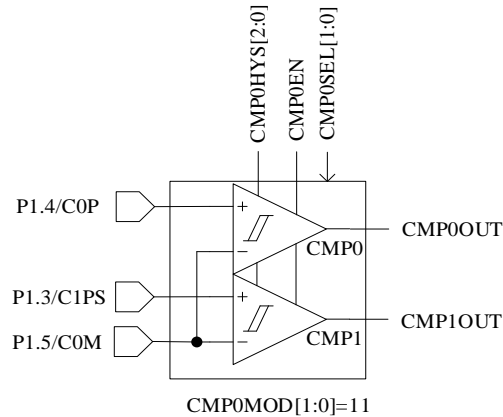 CMP0HYS[2:0]
CMP0EN
CMP0SEL[1:0]
P1.4/C0P
+
−
CMP0
CMP0OUT
P1.3/C1PS
+
P1.5/C0M
−
CMP1
CMP1OUT
CMP0MOD[1:0]=11